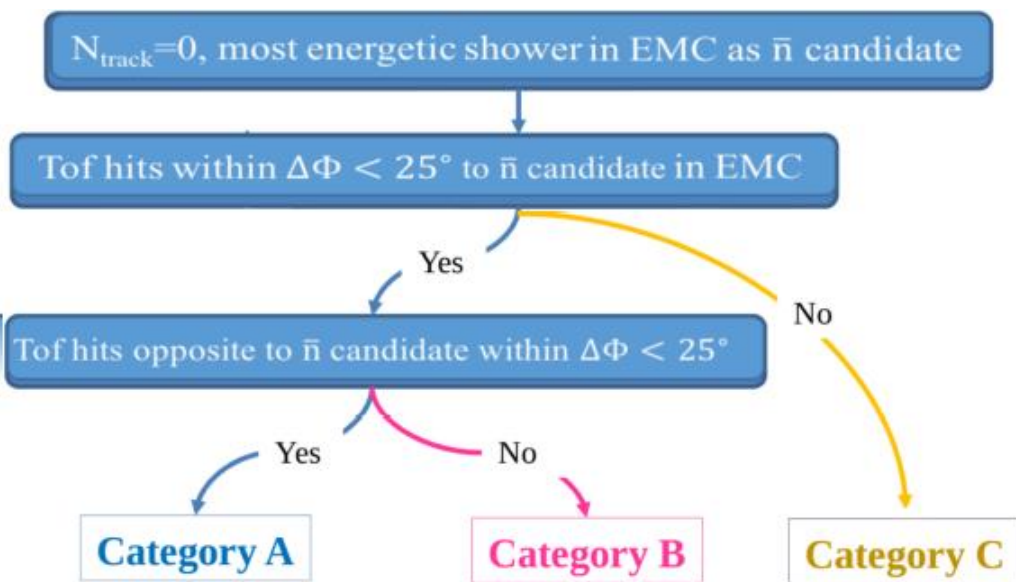 N_track=0, most energetic shower in EMC as n̄ candidate
Tof hits within ΔΦ < 25° to n̄ candidate in EMC
Yes
No
Tof hits opposite to n̄ candidate within ΔΦ < 25°
Yes
No
Category A
Category B
Category C